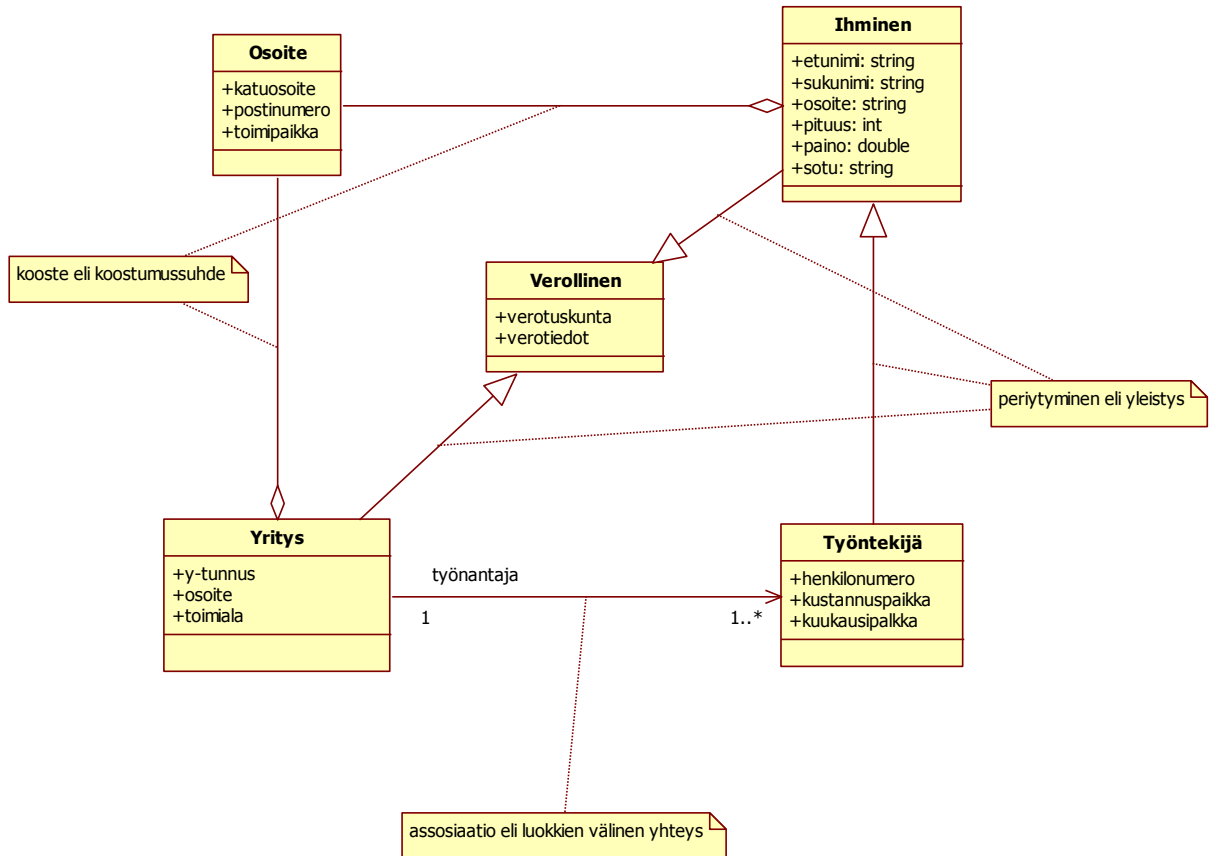 Ihminen
+etunimi: string
+sukunimi: string
+osoite: string
+pituus: int
+paino: double
+sotu: string
Osoite
+katuosoite
+postinumero
+toimipaikka
kooste eli koostumussuhde
Verollinen
+verotuskunta
+verotiedot
periytyminen eli yleistys
Yritys
+y-tunnus
+osoite
+toimiala
työnantaja
1
1..*
Työntekijä
+henkilonumero
+kustannuspaikka
+kuukausipalkka
assosiaatio eli luokkien välinen yhteys